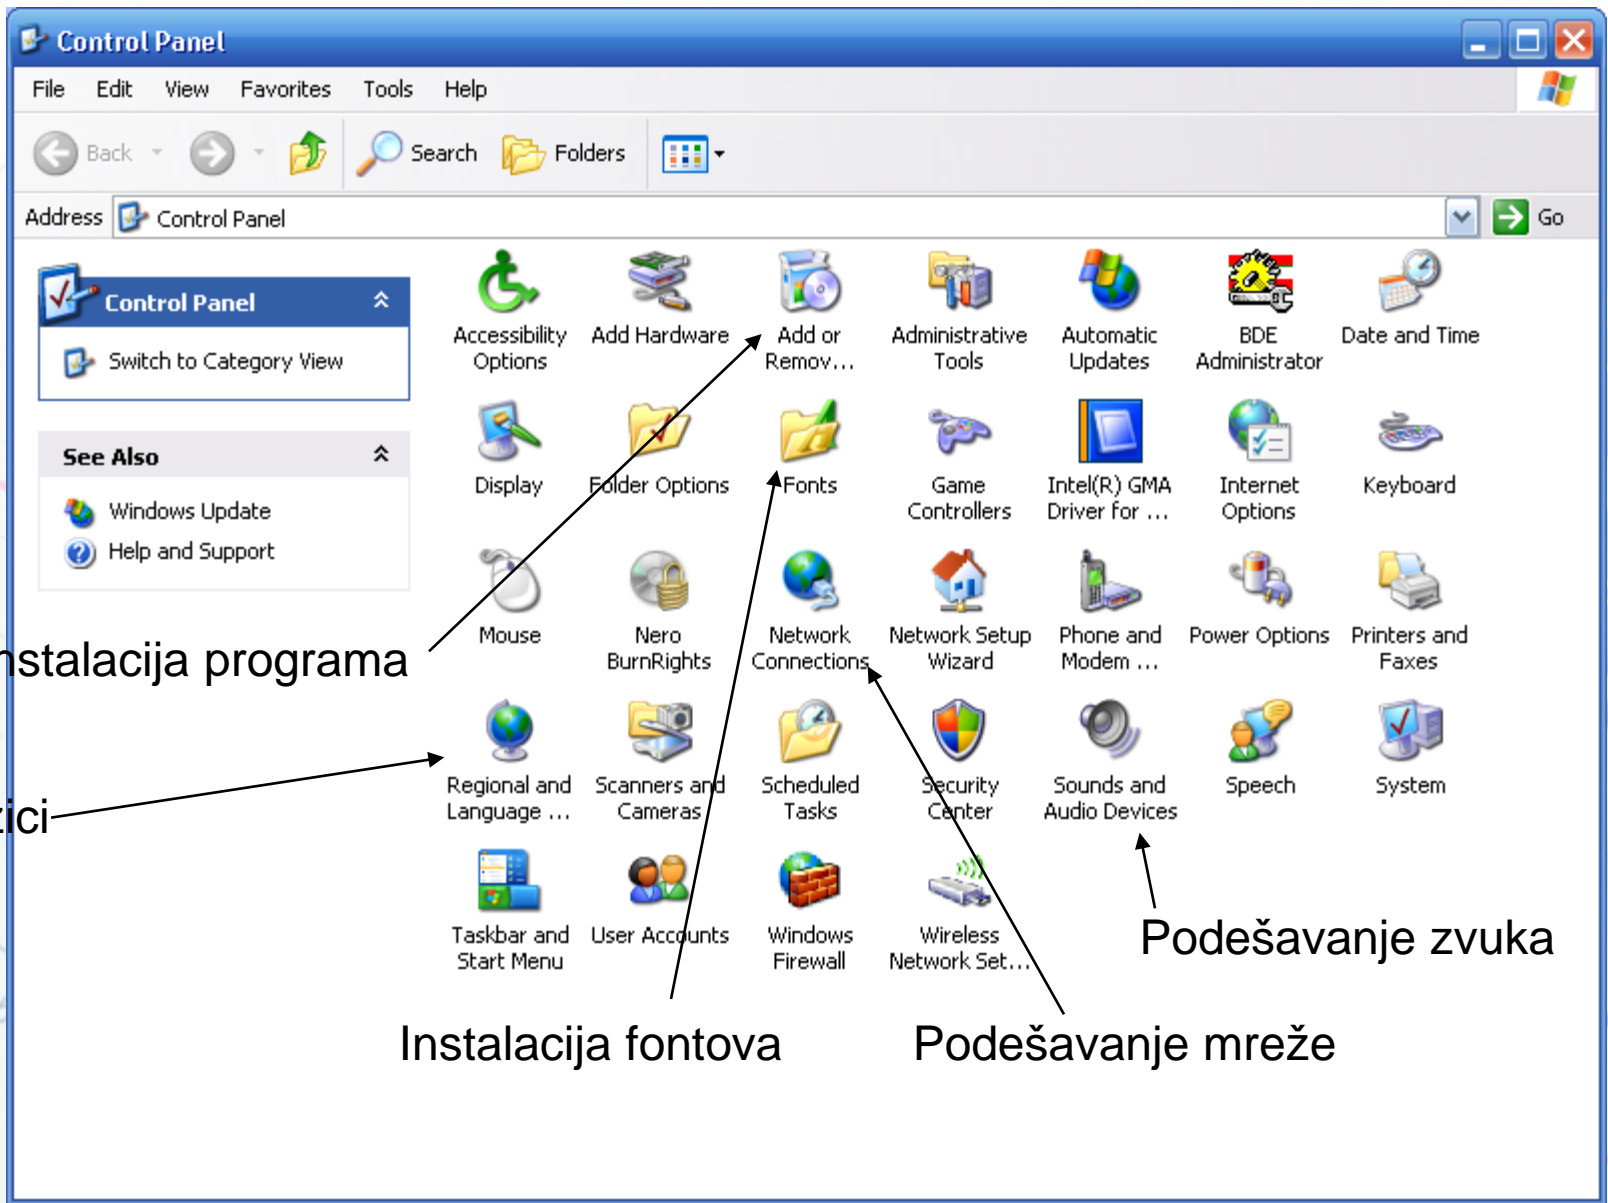 Control Panel
File Edit View Favorites Tools Help
Back Search Folders
Address Control Panel Go
Control Panel
Switch to Category View
See Also
Windows Update
Help and Support
Accessibility Options
Add Hardware
Add or Remov...
Administrative Tools
Automatic Updates
BDE Administrator
Date and Time
Display
Folder Options
Fonts
Game Controllers
Intel(R) GMA Driver for ...
Internet Options
Keyboard
Mouse
Nero BurnRights
Network Connections
Network Setup Wizard
Phone and Modem ...
Power Options
Printers and Faxes
nstalacija programa
Regional and Language ...
Scanners and Cameras
Scheduled Tasks
Security Center
Sounds and Audio Devices
Speech
System
ici
Taskbar and Start Menu
User Accounts
Windows Firewall
Wireless Network Set...
Podešavanje zvuka
Instalacija fontova
Podešavanje mreže